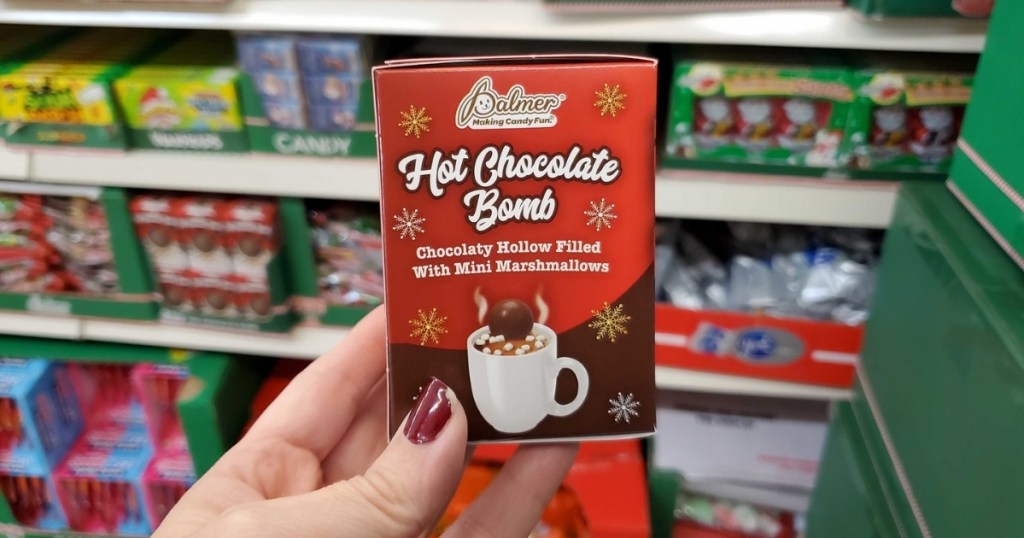 Palmer®
Making Candy Fun.®
Hot Chocolate
Bomb
Chocolaty Hollow Filled
With Mini Marshmallows
CANDY